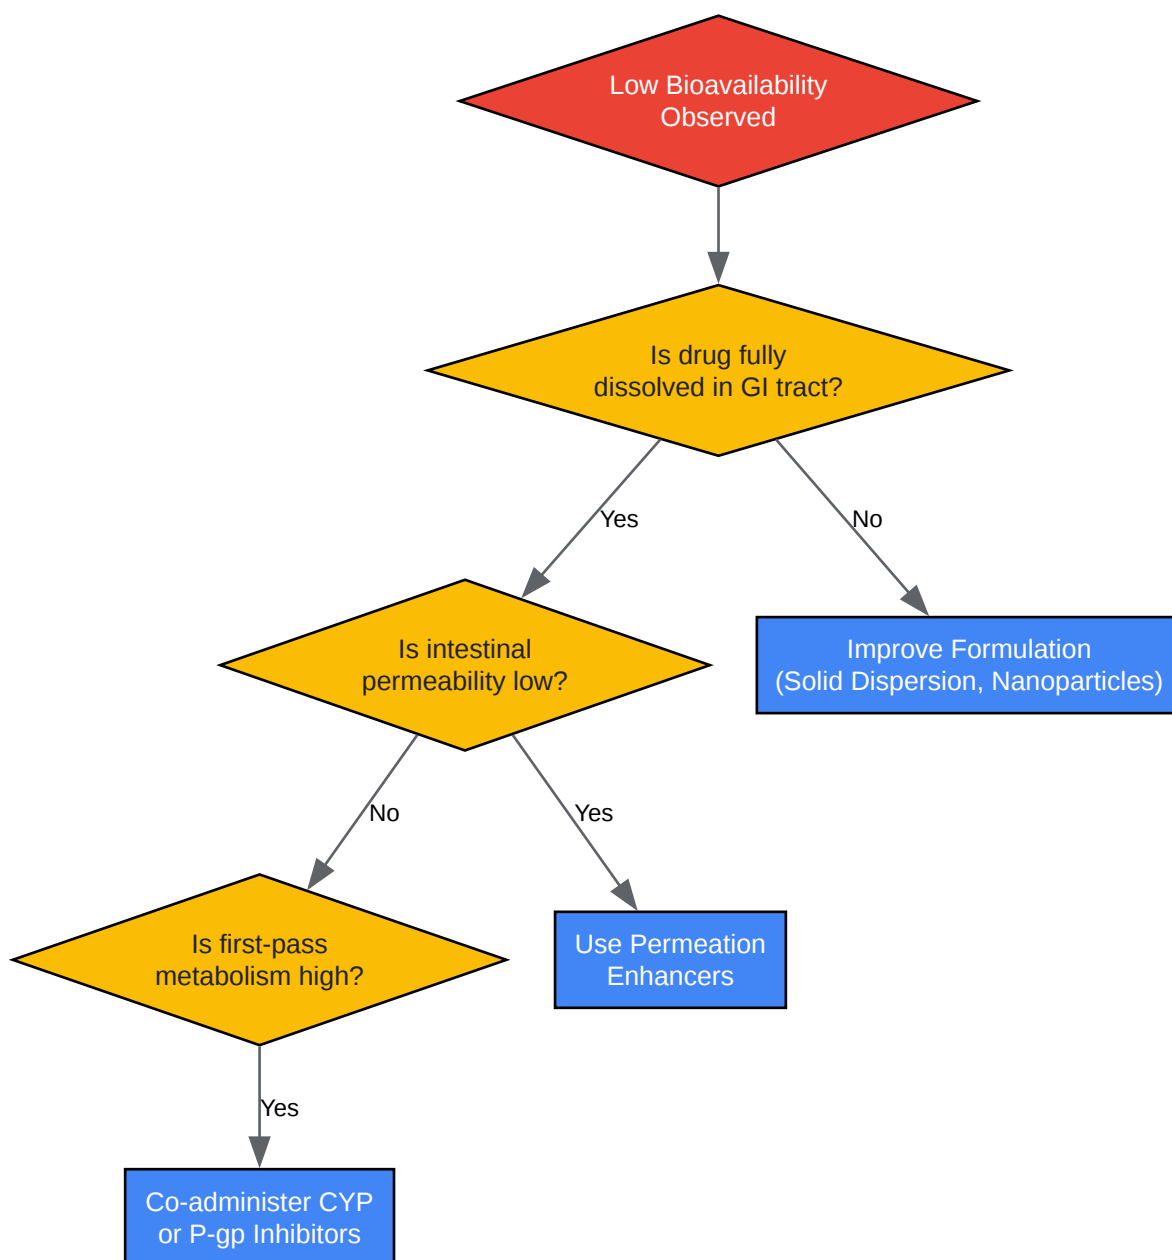 Low Bioavailability
Observed
Is drug fully
dissolved in GI tract?
Yes
No
Is intestinal
permeability low?
Improve Formulation
(Solid Dispersion, Nanoparticles)
No
Yes
Is first-pass
metabolism high?
Use Permeation
Enhancers
Yes
Co-administer CYP
or P-gp Inhibitors